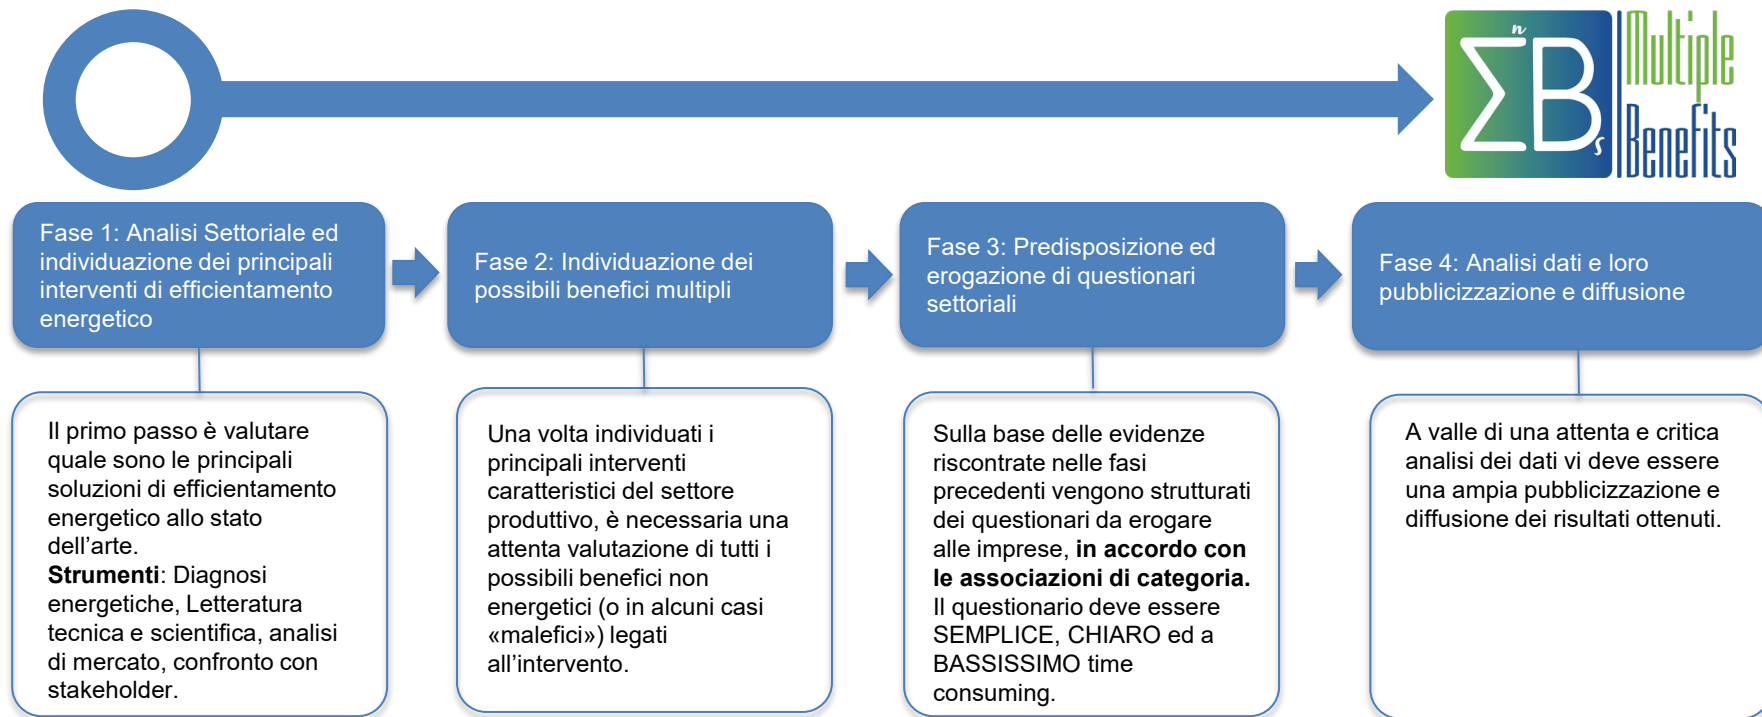 n
ΣB
s
Multiple
Benefits
Fase 1: Analisi Settoriale ed
individuazione dei principali
interventi di efficientamento
energetico
Fase 2: Individuazione dei
possibili benefici multipli
Fase 3: Predisposizione ed
erogazione di questionari
settoriali
Fase 4: Analisi dati e loro
pubblicizzazione e diffusione
Il primo passo è valutare
quale sono le principali
soluzioni di efficientamento
energetico allo stato
dell’arte.
Strumenti: Diagnosi
energetiche, Letteratura
tecnica e scientifica, analisi
di mercato, confronto con
stakeholder.
Una volta individuati i
principali interventi
caratteristici del settore
produttivo, è necessaria una
attenta valutazione di tutti i
possibili benefici non
energetici (o in alcuni casi
«malefici») legati
all’intervento.
Sulla base delle evidenze
riscontrate nelle fasi
precedenti vengono strutturati
dei questionari da erogare
alle imprese, in accordo con
le associazioni di categoria.
Il questionario deve essere
SEMPLICE, CHIARO ed a
BASSISSIMO time
consuming.
A valle di una attenta e critica
analisi dei dati vi deve essere
una ampia pubblicizzazione e
diffusione dei risultati ottenuti.